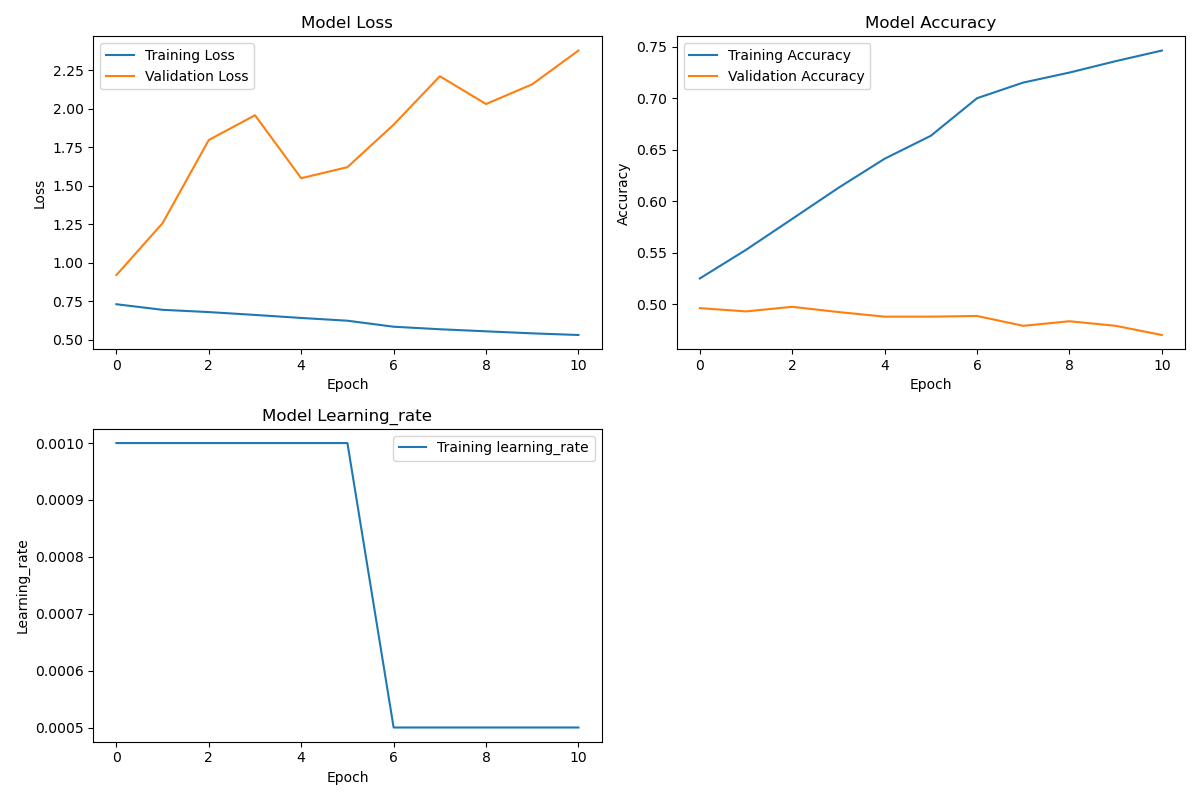 Model Loss
Training Loss
Validation Loss
2.25
2.00
1.75
1.50
1.25
1.00
0.75
0.50
Loss
0 2 4 6 8 10
Epoch
Model Accuracy
Training Accuracy
Validation Accuracy
0.75
0.70
0.65
0.60
0.55
0.50
Accuracy
0 2 4 6 8 10
Epoch
Model Learning_rate
Training learning_rate
0.0010
0.0009
0.0008
0.0007
0.0006
0.0005
Learning_rate
0 2 4 6 8 10
Epoch